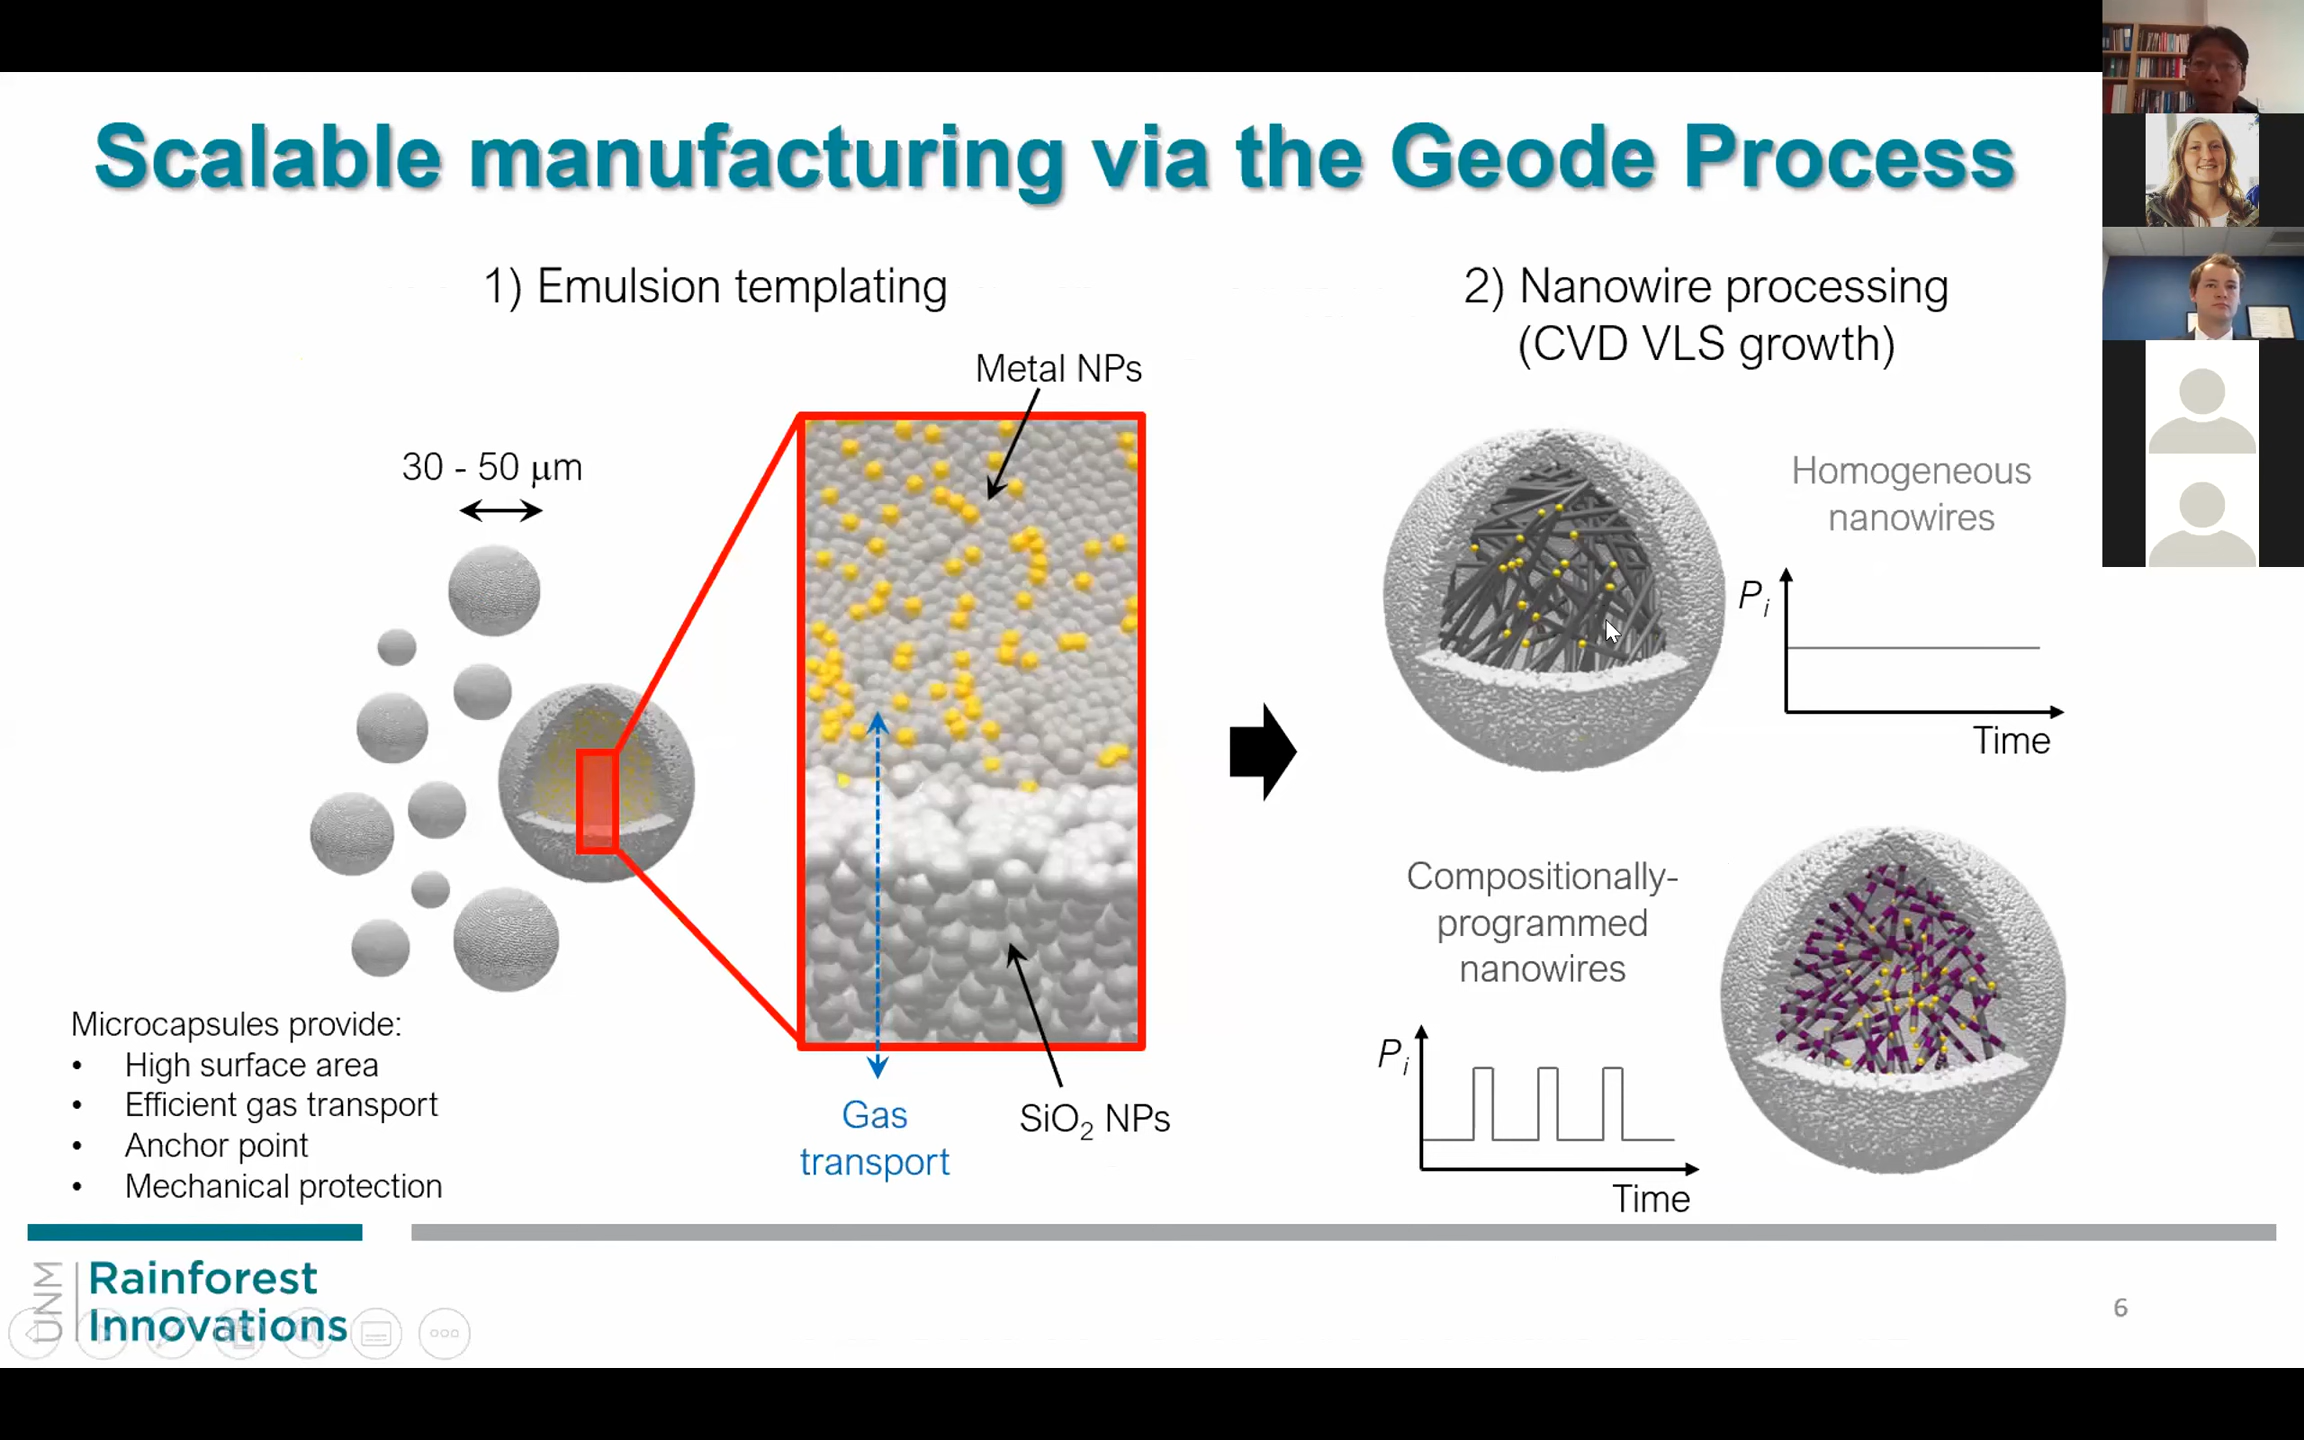 Scalable manufacturing via the Geode Process
1) Emulsion templating
2) Nanowire processing
(CVD VLS growth)
Metal NPs
30 - 50 μm
Homogeneous
nanowires
Pi
Time
Compositionally-
programmed
nanowires
Pi
Time
Microcapsules provide:
• High surface area
• Efficient gas transport
• Anchor point
• Mechanical protection
Gas
transport
SiO2 NPs
UNM
Rainforest
Innovations
6